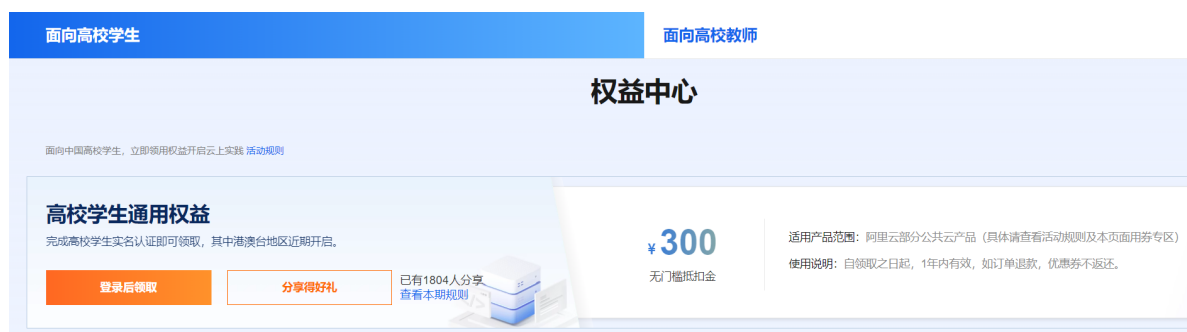 面向高校学生
面向高校教师
权益中心
面向中国高校学生，立即领用权益开启云上实践 活动规则
高校学生通用权益
完成高校学生实名认证即可领取，其中港澳台地区近期开启。
登录后领取
分享得好礼
已有1804人分享
查看本期规则
¥300
无门槛抵扣金
适用产品范围：阿里云部分公共云产品（具体请查看活动规则及本页面用券专区）
使用说明：自领取之日起，1年内有效，如订单退款，优惠券不返还。